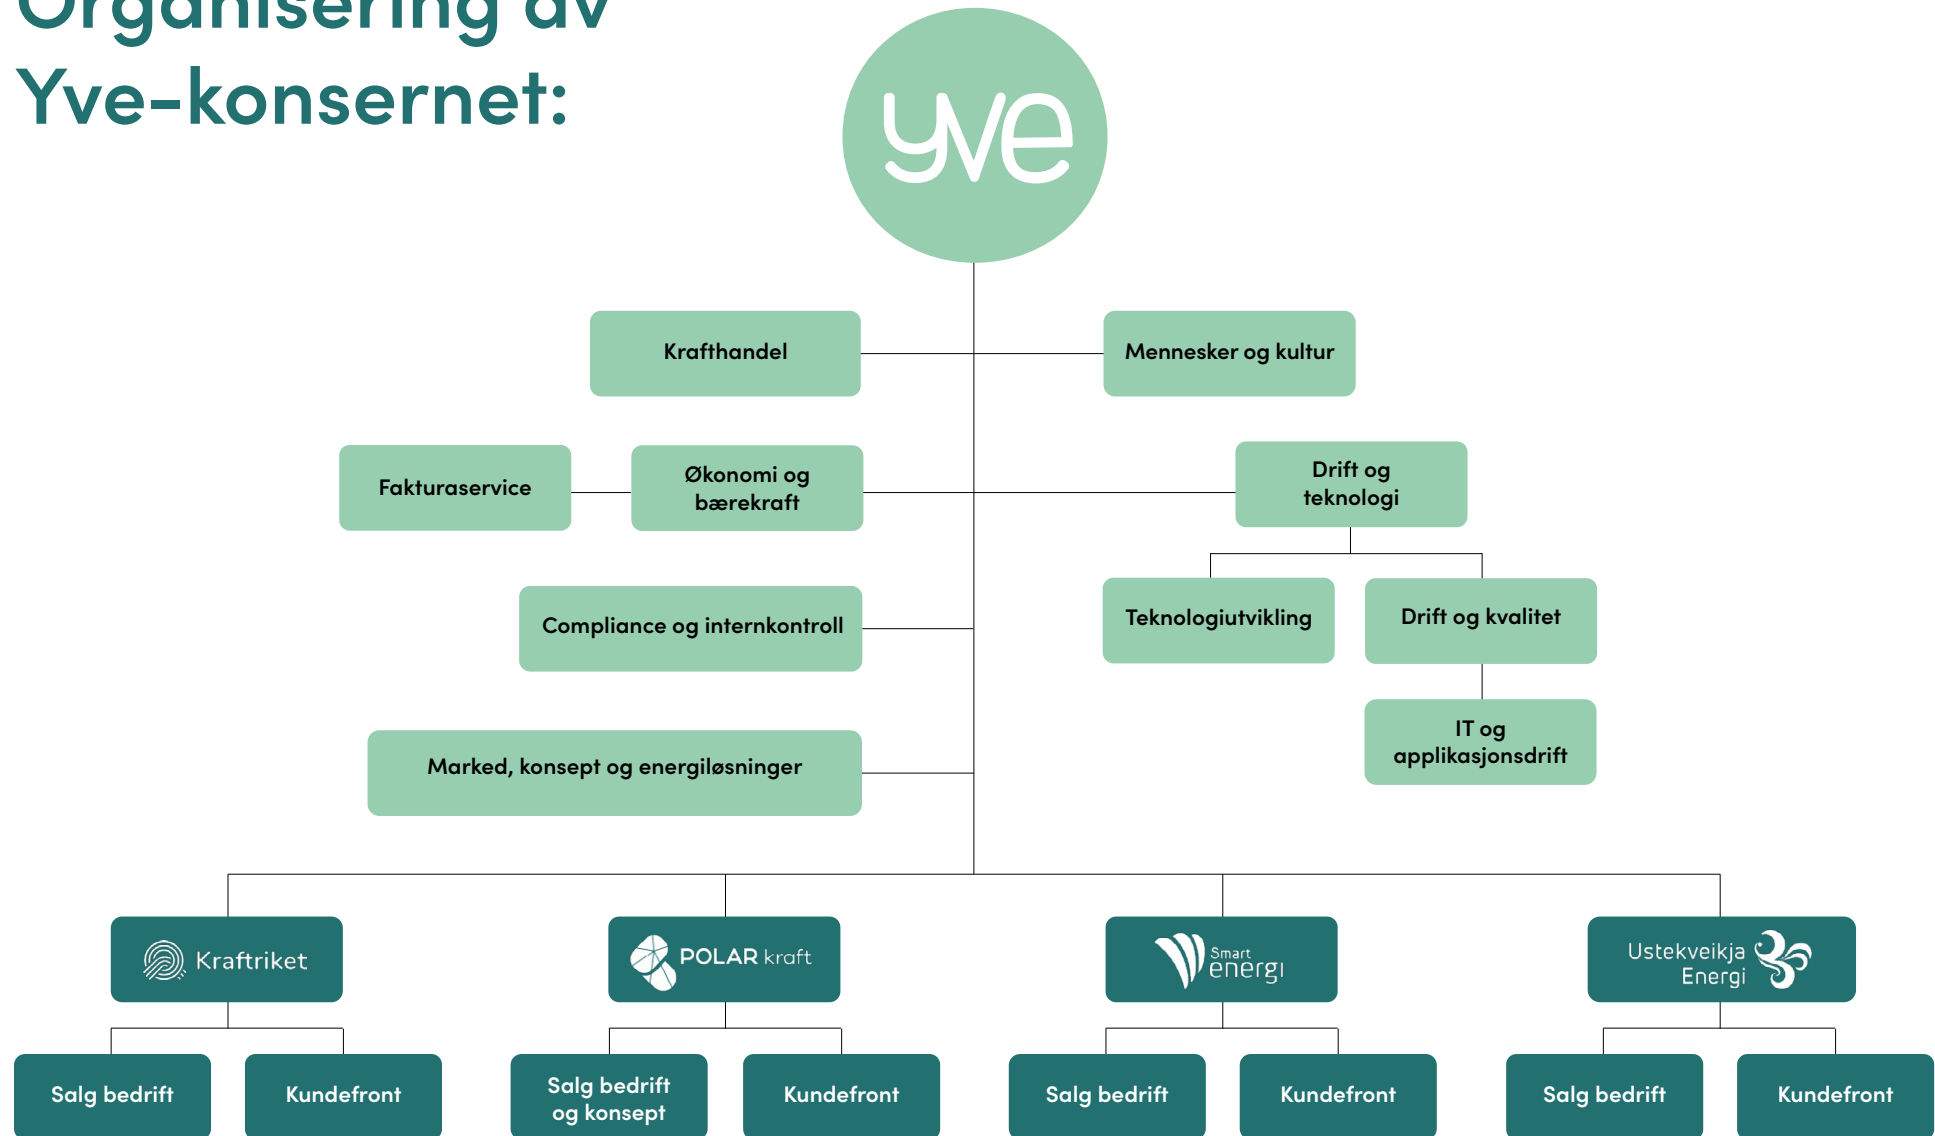 Organisering av
Yve-konsernet:
yve
Krafthandel
Mennesker og kultur
Fakturaservice
Økonomi og
bærekraft
Drift og
teknologi
Compliance og internkontroll
Teknologiutvikling
Drift og kvalitet
IT og
applikasjonsdrift
Marked, konsept og energiløsninger
Kraftriket
POLAR kraft
Smart
energi
Ustekveikja
Energi
Salg bedrift
Kundefront
Salg bedrift
og konsept
Kundefront
Salg bedrift
Kundefront
Salg bedrift
Kundefront